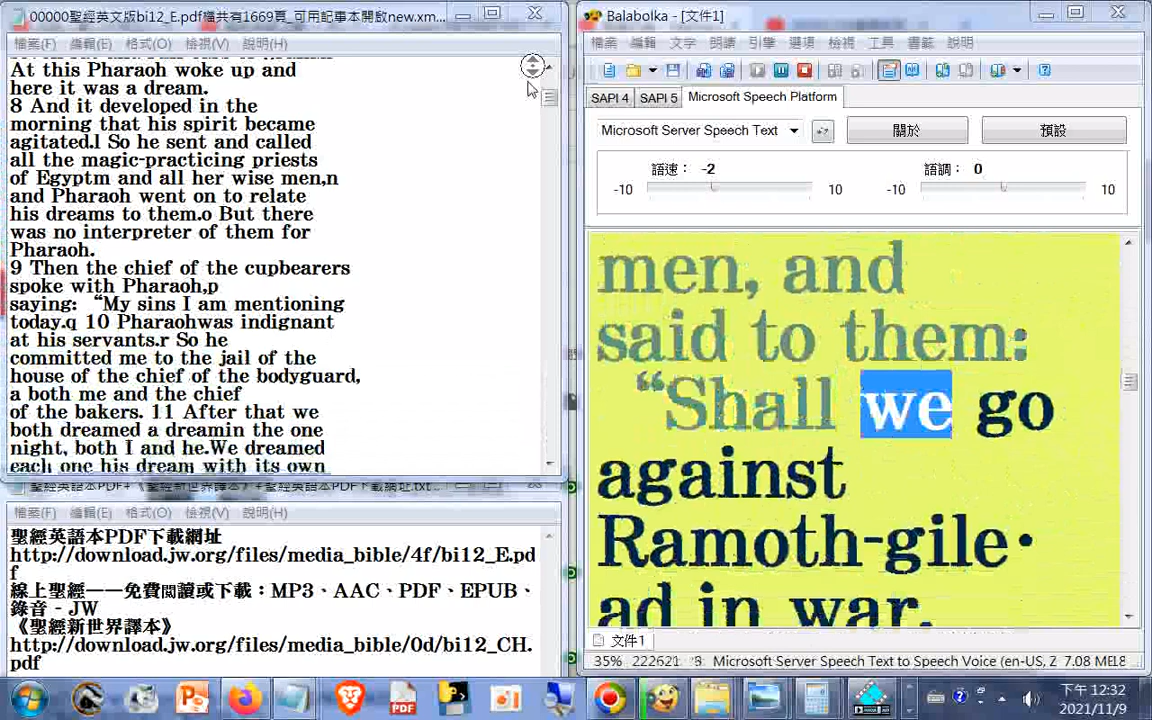 00000聖經英文版bi12_E.pdf檔共有1669頁_可用記事本開啟new.xm...
檔案(F) 編輯(E) 格式(O) 檢視(V) 說明(H)
At this Pharaoh woke up and
here it was a dream.
8 And it developed in the
morning that his spirit became
agitated.l So he sent and called
all the magic-practicing priests
of Egyptm and all her wise men,n
and Pharaoh went on to relate
his dreams to them.o But there
was no interpreter of them for
Pharaoh.
9 Then the chief of the cupbearers
spoke with Pharaoh,p
saying: “My sins I am mentioning
today.q 10 Pharaohwas indignant
at his servants.r So he
committed me to the jail of the
house of the chief of the bodyguard,
a both me and the chief
of the bakers. 11 After that we
both dreamed a dreamin the one
night, both I and he.We dreamed
each one his dream with its own
聖經英語本PDF+《聖經新世界譯本》+聖經英語本PDF下載網址.txt...
檔案(F) 編輯(E) 格式(O) 檢視(V) 說明(H)
聖經英語本PDF下載網址
http://download.jw.org/files/media_bible/4f/bi12_E.pd
f
線上聖經——免費閱讀或下載：MP3、AAC、PDF、EPUB、
錄音 - JW
《聖經新世界譯本》
http://download.jw.org/files/media_bible/0d/bi12_CH.
pdf
Balabolka - [文件1]
檔案 編輯 文字 朗讀 引擎 選項 檢視 工具 書籤 說明
SAPI 4 SAPI 5 Microsoft Speech Platform
Microsoft Server Speech Text 關於 預設
語速： -2 語調： 0
-10 10 -10 10
men, and
said to them:
“Shall we go
against
Ramoth-gile·
ad in war.
文件1
35% 222621 Microsoft Server Speech Text to Speech Voice (en-US, Z 7.08 MEL8
PDF
下午 12:32
2021/11/9